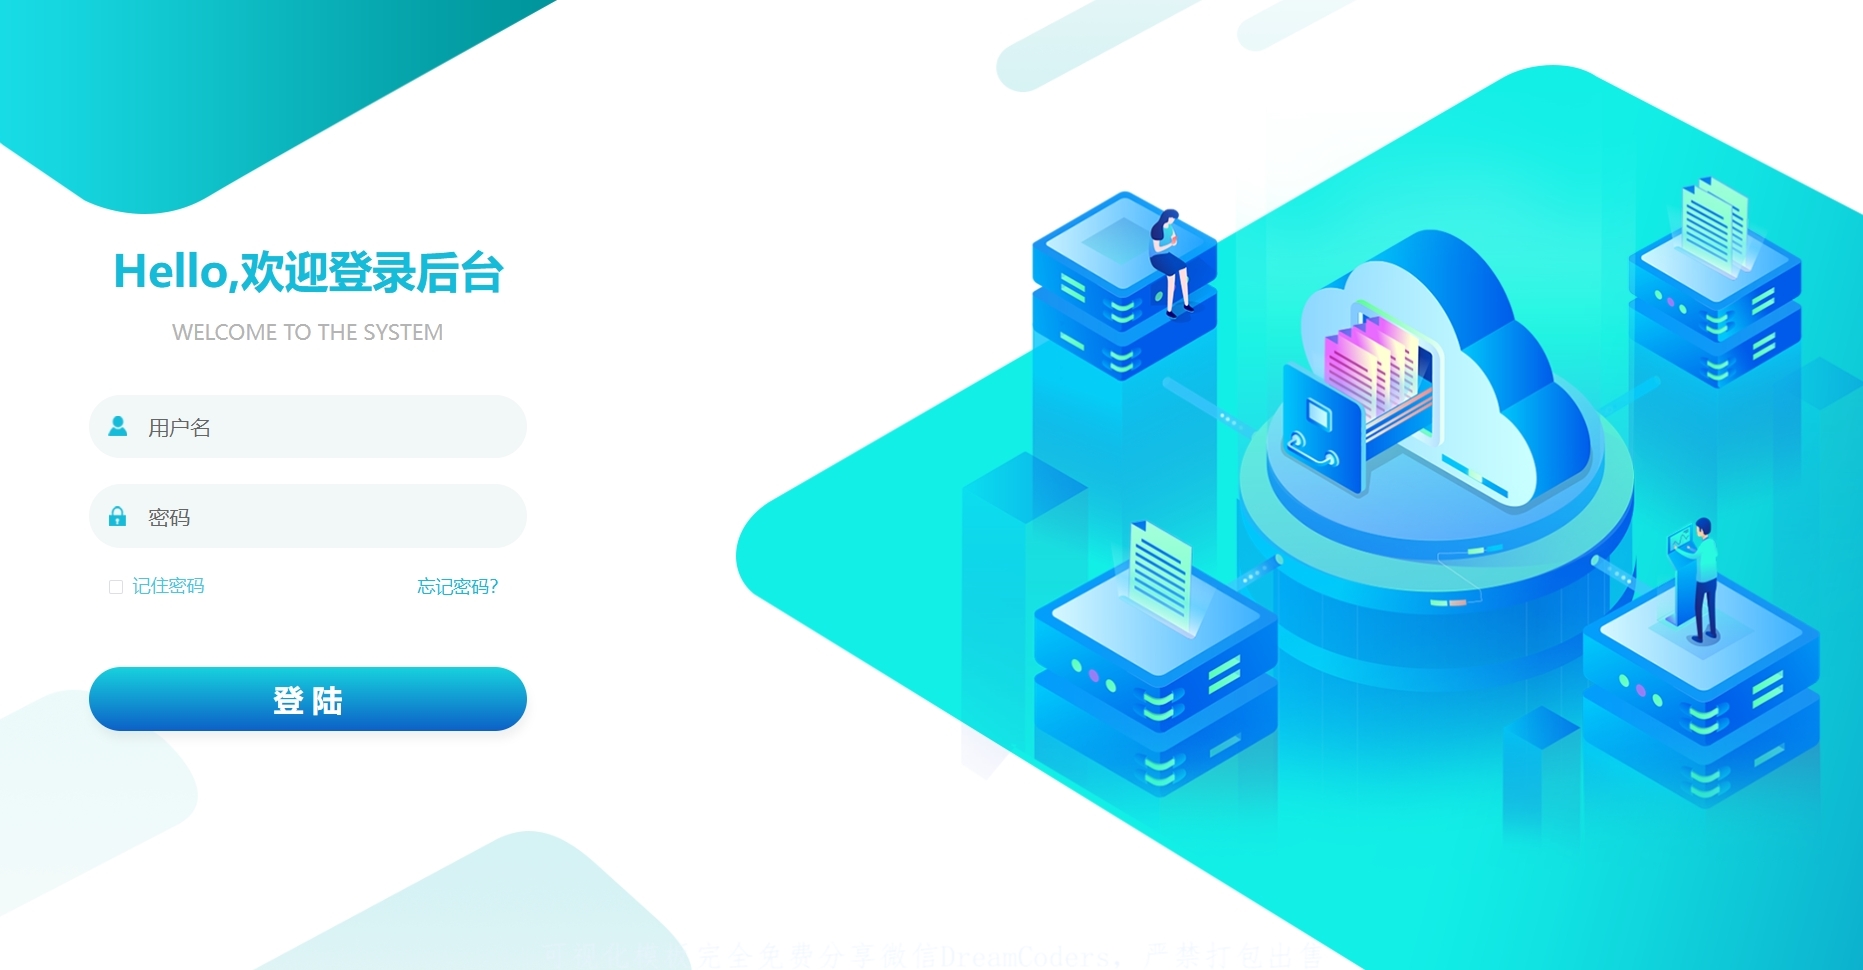 Hello,欢迎登录后台
WELCOME TO THE SYSTEM
用户名
密码
记住密码
忘记密码?
登 陆
完全免费分享微信DreamCoders，严禁打包出售